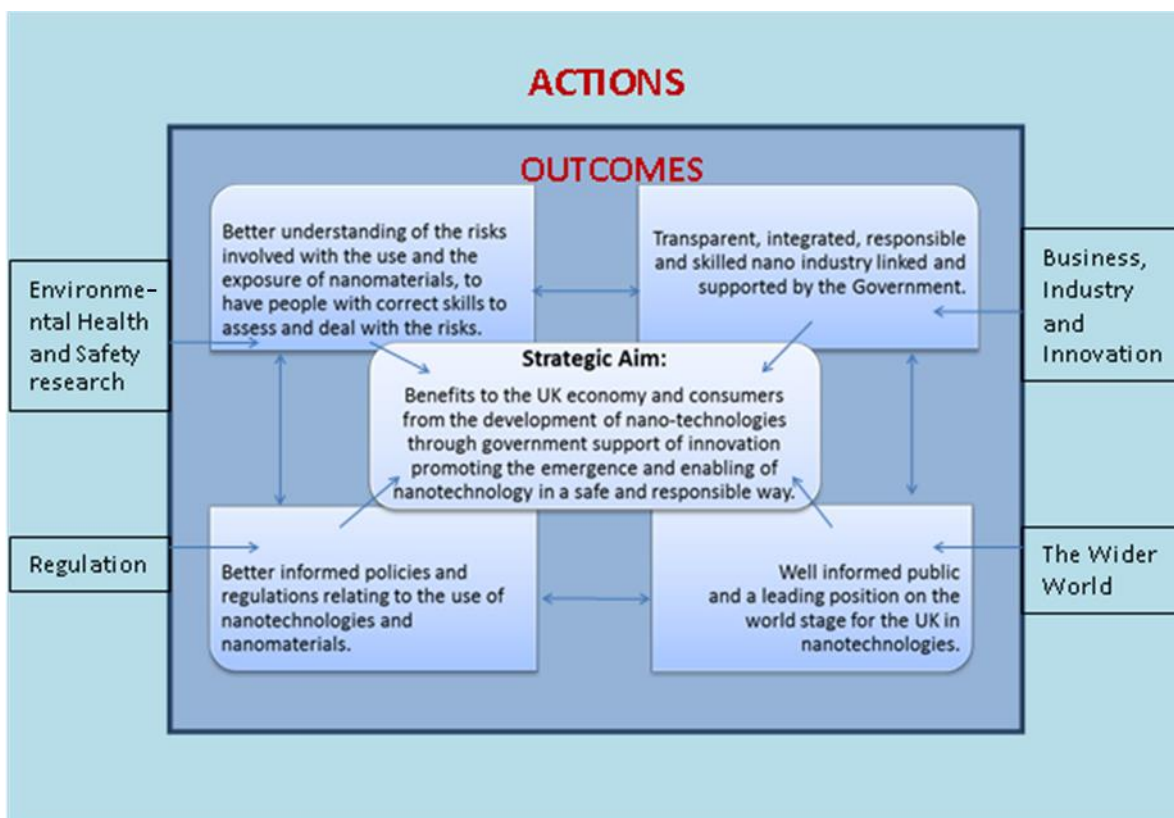 ACTIONS
OUTCOMES
Environme-
ntal Health
and Safety
research
Better understanding of the risks
involved with the use and the
exposure of nanomaterials, to
have people with correct skills to
assess and deal with the risks.
Transparent, integrated, responsible
and skilled nano industry linked and
supported by the Government.
Business,
Industry
and
Innovation
Strategic Aim:
Benefits to the UK economy and consumers
from the development of nano-technologies
through government support of innovation
promoting the emergence and enabling of
nanotechnology in a safe and responsible way.
Regulation
Better informed policies and
regulations relating to the use of
nanotechnologies and
nanomaterials.
Well informed public
and a leading position on the
world stage for the UK in
nanotechnologies.
The Wider
World